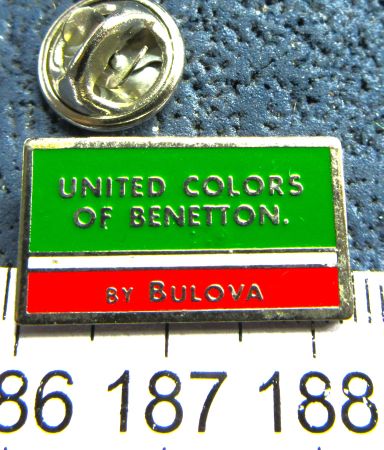 UNITED COLORS
OF BENETTON.
BY BULOVA
86 187 188